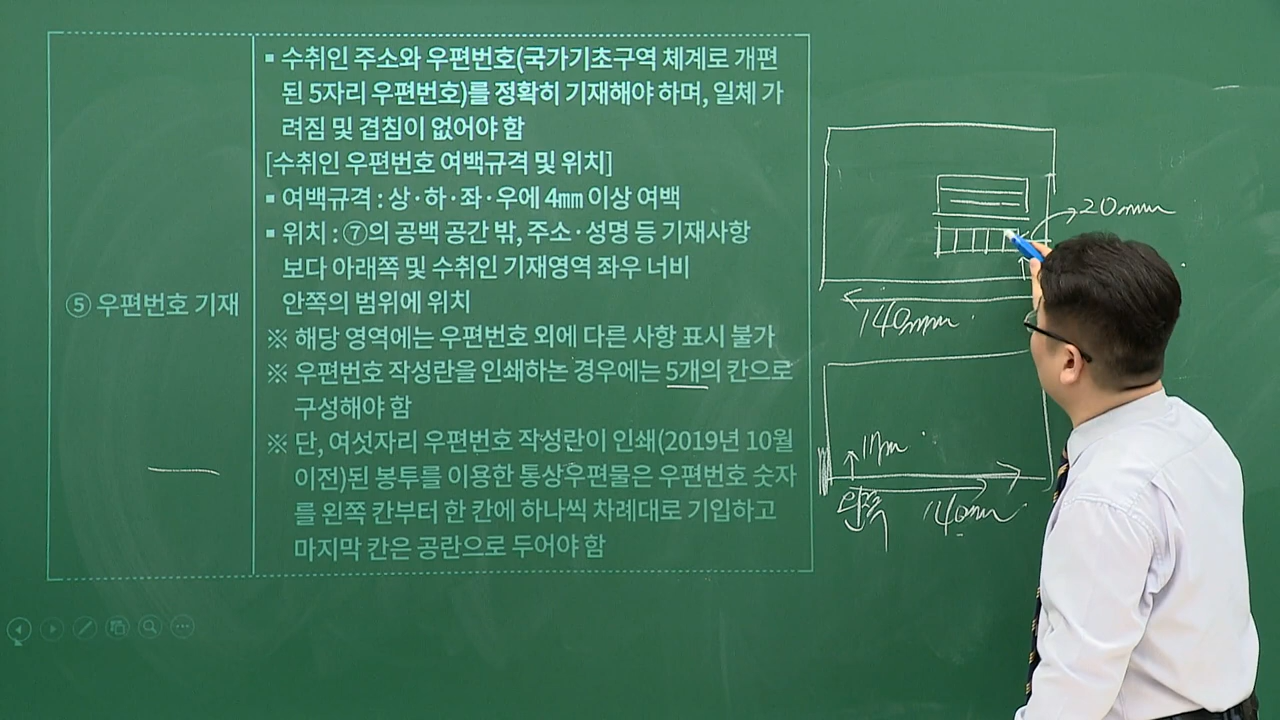 ▪ 수취인 주소와 우편번호(국가기초구역 체계로 개편
된 5자리 우편번호)를 정확히 기재해야 하며, 일체 가
려짐 및 겹침이 없어야 함
[수취인 우편번호 여백규격 및 위치]
▪ 여백규격 : 상·하·좌·우에 4㎜ 이상 여백
▪ 위치 : ⑦의 공백 공간 밖, 주소·성명 등 기재사항
보다 아래쪽 및 수취인 기재영역 좌우 너비
안쪽의 범위에 위치
⑤ 우편번호 기재
※ 해당 영역에는 우편번호 외에 다른 사항 표시 불가
※ 우편번호 작성란을 인쇄하는 경우에는 5개의 칸으로
구성해야 함
※ 단, 여섯자리 우편번호 작성란이 인쇄(2019년 10월
이전)된 봉투를 이용한 통상우편물은 우편번호 숫자
를 왼쪽 칸부터 한 칸에 하나씩 차례대로 기입하고
마지막 칸은 공란으로 두어야 함
20mm
140mm
140mm